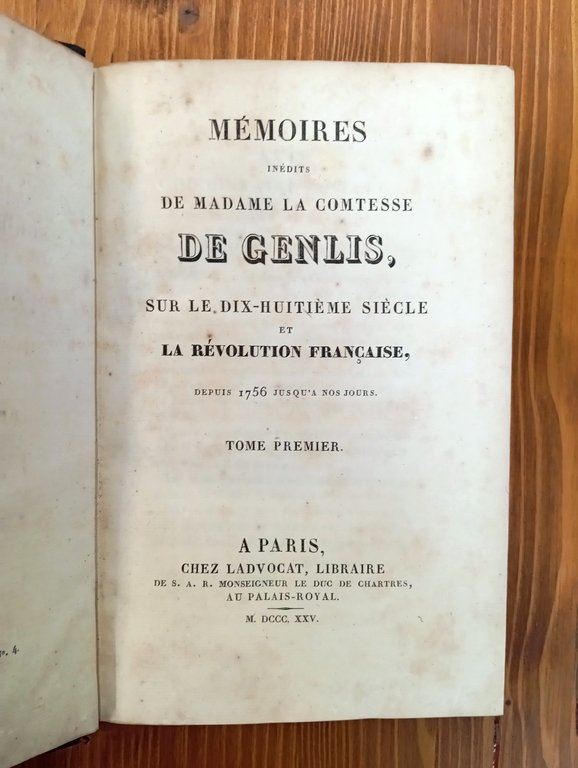 MÉMOIRES
INÉDITS
DE MADAME LA COMTESSE
DE GENLIS,
SUR LE DIX-HUITIÈME SIÈCLE
ET
LA RÉVOLUTION FRANÇAISE,
DEPUIS 1756 JUSQU'A NOS JOURS.
TOME PREMIER.
A PARIS,
CHEZ LADVOCAT, LIBRAIRE
DE S. A. R. MONSEIGNEUR LE DUC DE CHARTRES,
AU PALAIS-ROYAL.
M. DCCC. XXV.
4.